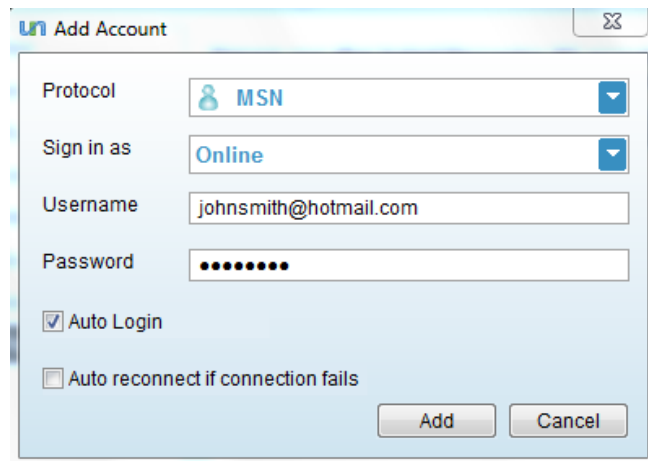 un Add Account
Protocol MSN
Sign in as Online
Username johnsmith@hotmail.com
Password ●●●●●●●●
Auto Login
Auto reconnect if connection fails
Add Cancel